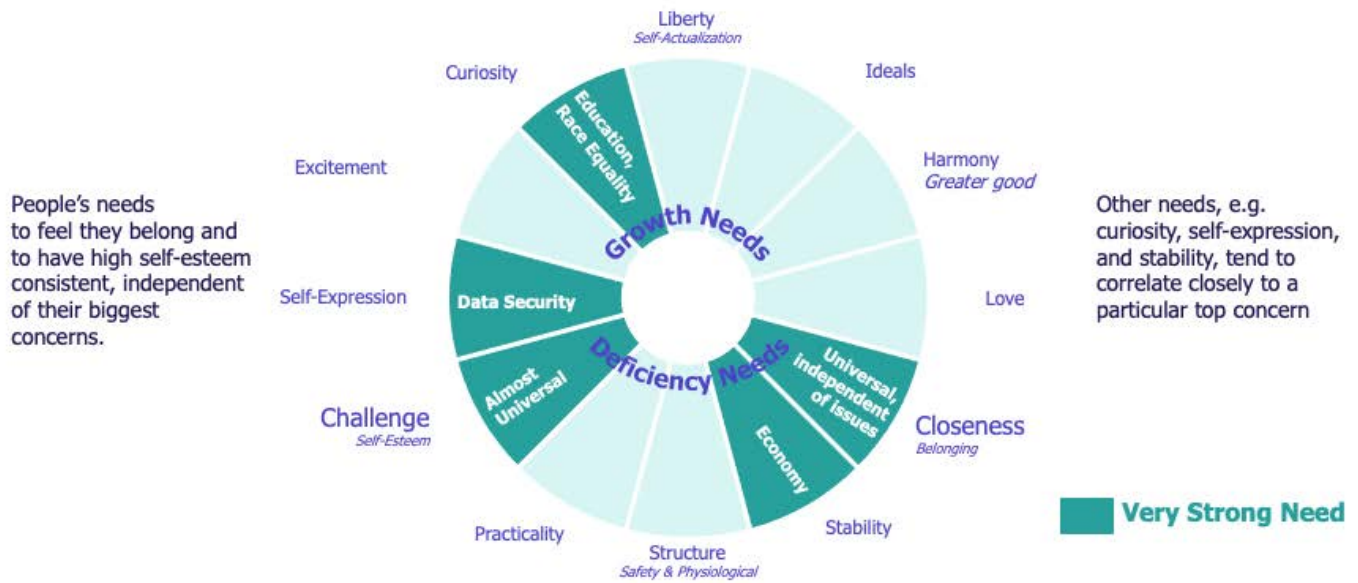 Liberty
Self-Actualization
Curiosity
Ideals
Education,
Race Equality
Excitement
Harmony
Greater good
People’s needs
to feel they belong and
to have high self-esteem
consistent, independent
of their biggest
concerns.
Growth Needs
Other needs, e.g.
curiosity, self-expression,
and stability, tend to
correlate closely to a
particular top concern
Self-Expression
Data Security
Love
Deficiency Needs
Almost
Universal
Universal,
independent
of issues
Challenge
Self-Esteem
Closeness
Belonging
Economy
Practicality
Stability
Structure
Safety & Physiological
Very Strong Need